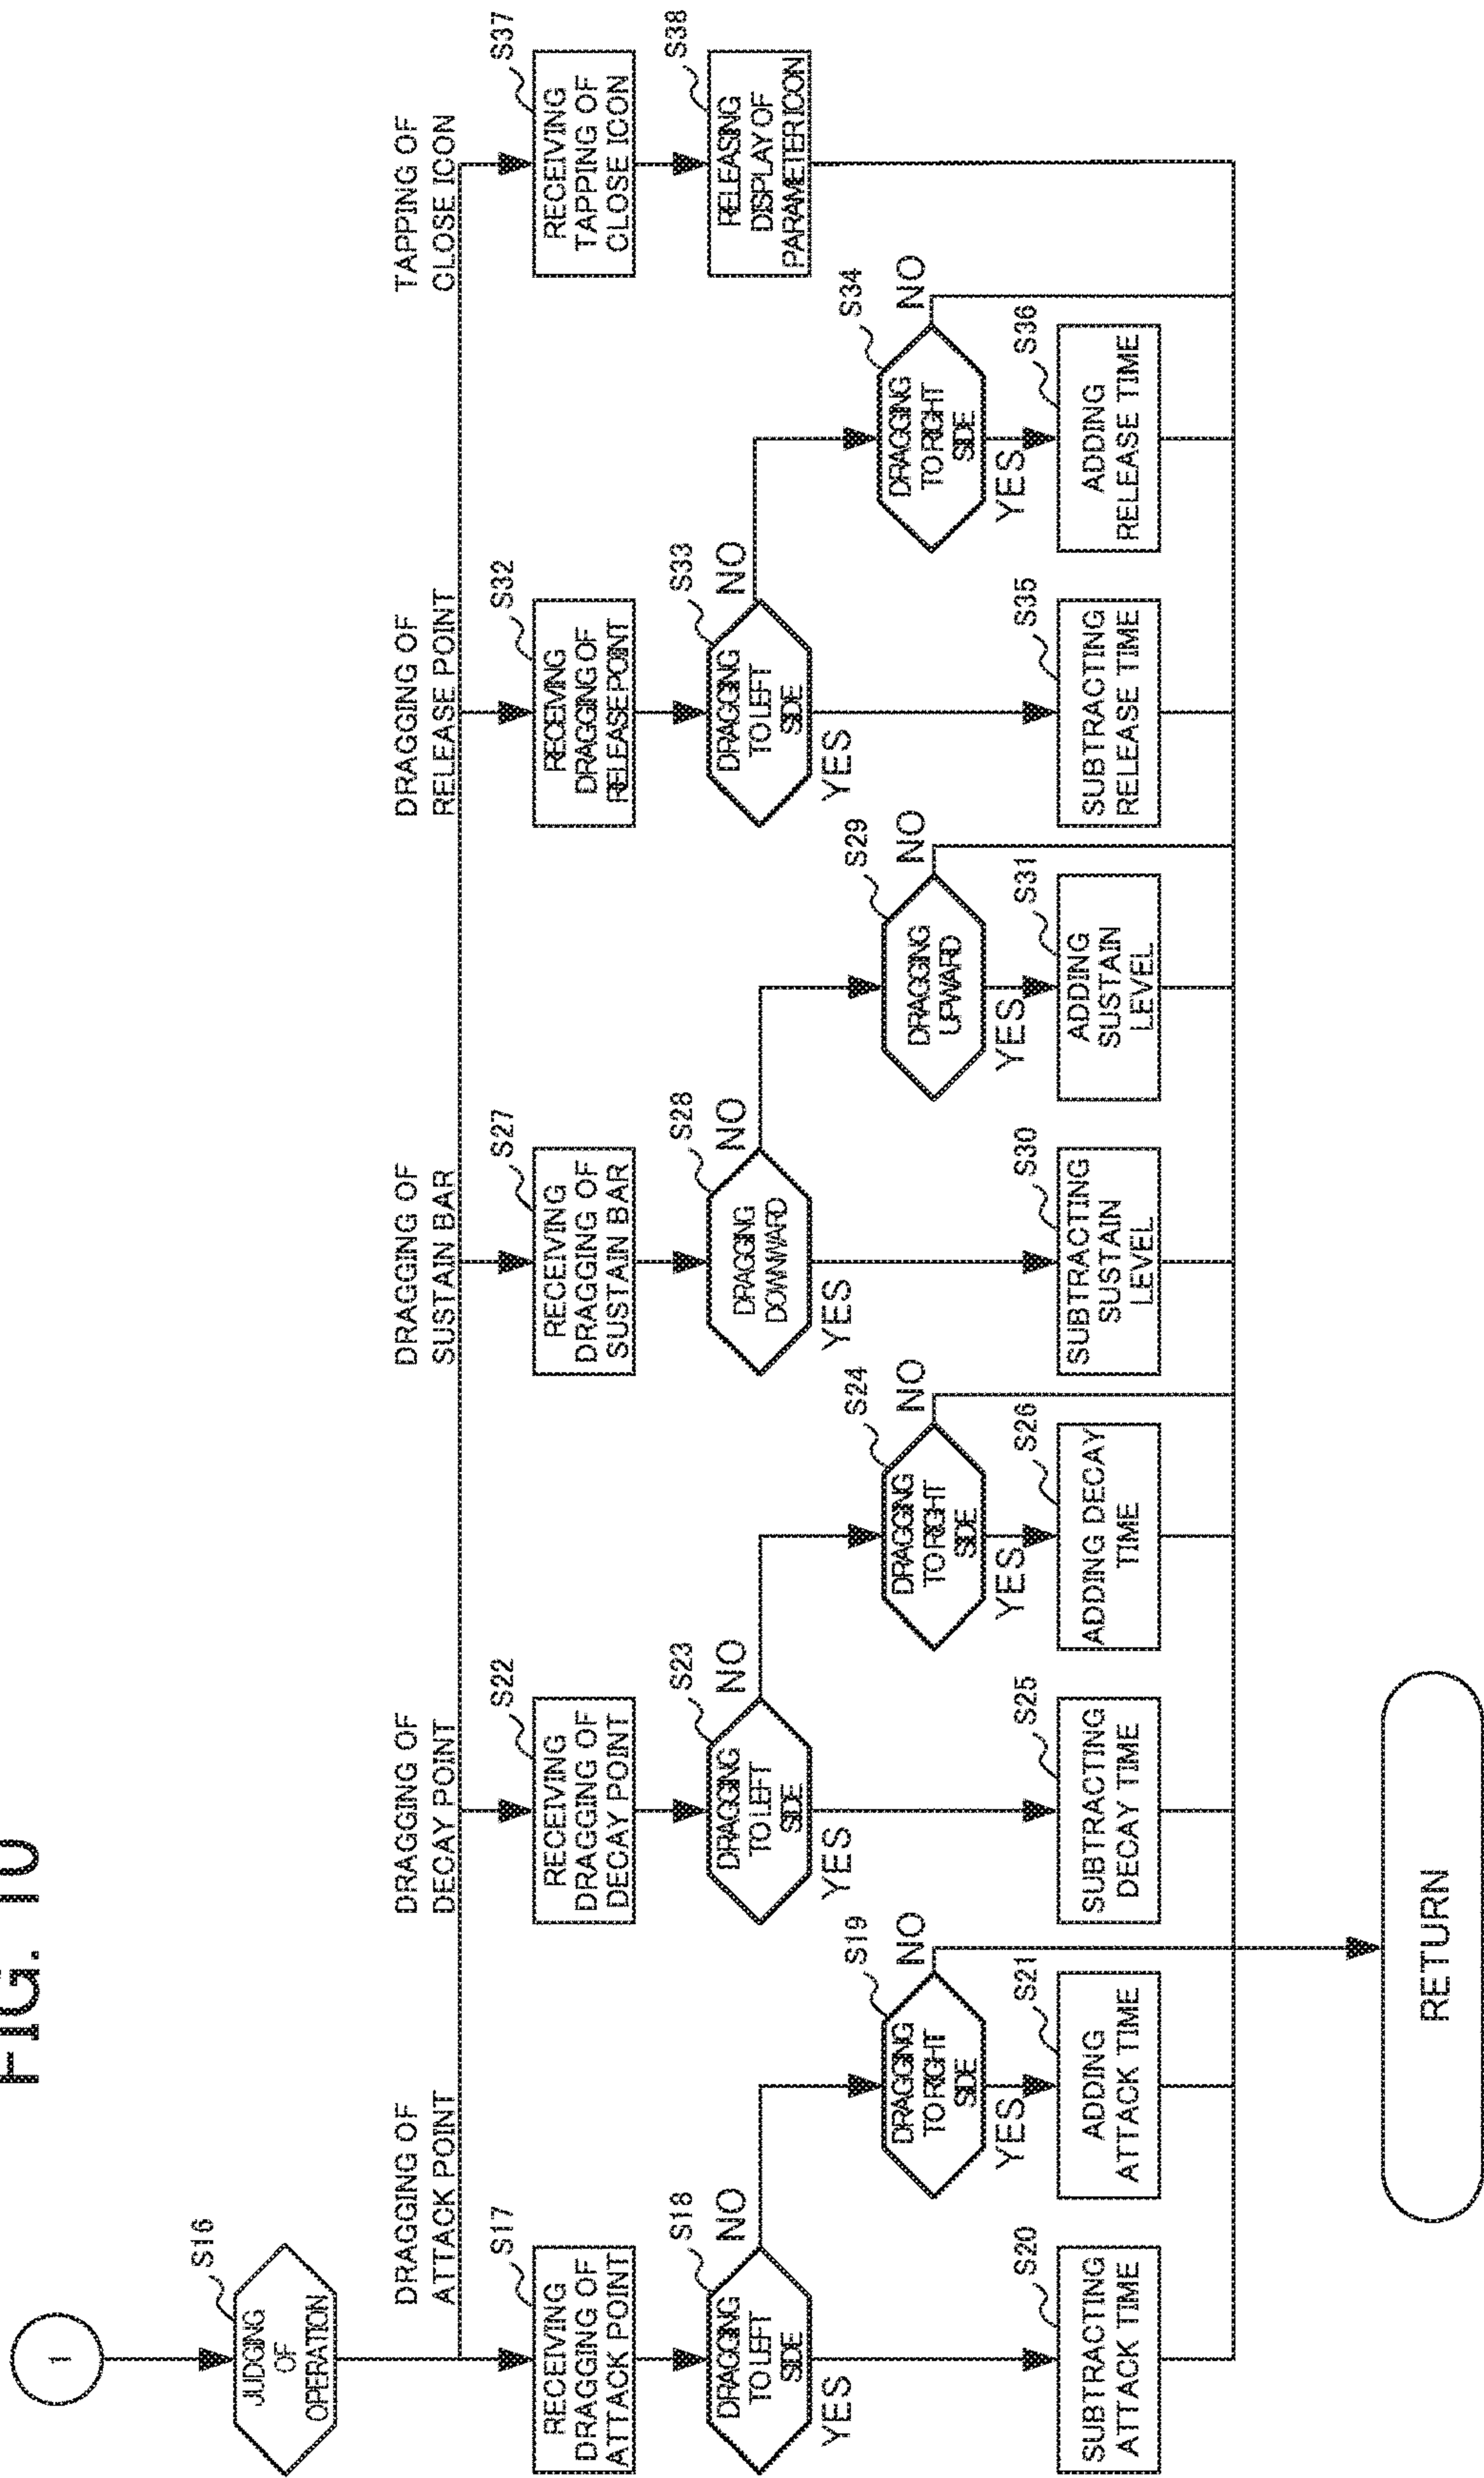 FIG. 10
1
S16
JUDGING
OF
OPERATION
DRAGGING OF
ATTACK POINT
DRAGGING OF
DECAY POINT
DRAGGING OF
SUSTAIN BAR
DRAGGING OF
RELEASE POINT
TAPPING OF
CLOSE ICON
S17
RECEIVING
DRAGGING OF
ATTACK POINT
S22
RECEIVING
DRAGGING OF
DECAY POINT
S27
RECEIVING
DRAGGING OF
SUSTAIN BAR
S32
RECEIVING
DRAGGING OF
RELEASE POINT
S37
RECEIVING
TAPPING OF
CLOSE ICON
S18
DRAGGING
TO LEFT
SIDE
NO
YES
S23
DRAGGING
TO LEFT
SIDE
NO
YES
S28
DRAGGING
DOWNWARD
NO
YES
S33
DRAGGING
TO LEFT
SIDE
NO
YES
S38
RELEASING
DISPLAY OF
PARAMETER ICON
S19
DRAGGING
TO RIGHT
SIDE
NO
YES
S24
DRAGGING
TO RIGHT
SIDE
NO
YES
S29
DRAGGING
UPWARD
NO
YES
S34
DRAGGING
TO RIGHT
SIDE
NO
YES
S20
SUBTRACTING
ATTACK TIME
S21
ADDING
ATTACK TIME
S25
SUBTRACTING
DECAY TIME
S26
ADDING DECAY
TIME
S30
SUBTRACTING
SUSTAIN
LEVEL
S31
ADDING
SUSTAIN
LEVEL
S35
SUBTRACTING
RELEASE TIME
S36
ADDING
RELEASE TIME
RETURN